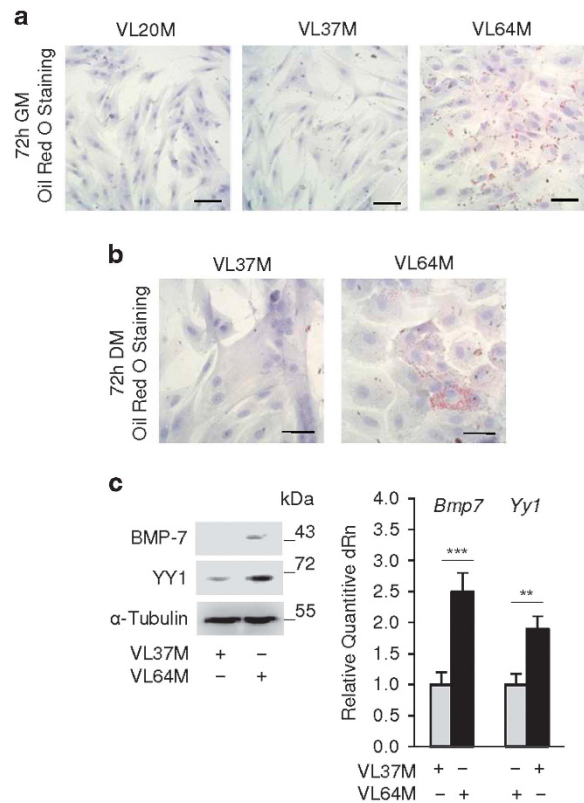 a
VL20M VL37M VL64M
72h GM
Oil Red O Staining
b
VL37M VL64M
72h DM
Oil Red O Staining
c
kDa
BMP-7 43
YY1 72
α-Tubulin 55
VL37M + –
VL64M – +
Relative Quantitive dRn
Bmp7 Yy1
4.0
3.5
3.0
2.5
2.0
1.5
1.0
0.5
0.0
*** **
VL37M + – – +
VL64M – + + –